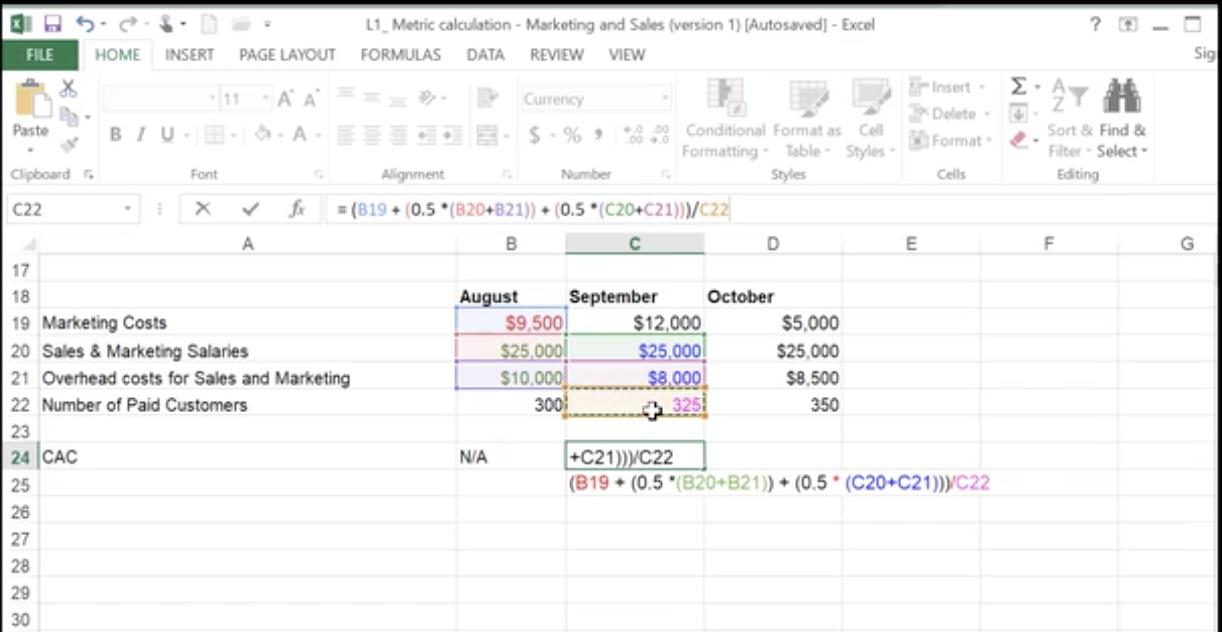 L1_ Metric calculation - Marketing and Sales (version 1) [Autosaved] - Excel ?
FILE HOME INSERT PAGE LAYOUT FORMULAS DATA REVIEW VIEW
11 A A Currency Insert Σ A Z
Paste B I U A $ % , Conditional Format as Cell Delete Sort & Find &
Formatting Table Styles Format Filter Select
Clipboard Font Alignment Number Styles Cells Editing
C22 fx = (B19 + (0.5 *(B20+B21)) + (0.5 *(C20+C21)))/C22
A B C D E F G
17
18 August September October
19 Marketing Costs $9,500 $12,000 $5,000
20 Sales & Marketing Salaries $25,000 $25,000 $25,000
21 Overhead costs for Sales and Marketing $10,000 $8,000 $8,500
22 Number of Paid Customers 300 325 350
23
24 CAC N/A +C21)))/C22
25 (B19 + (0.5 *(B20+B21)) + (0.5 * (C20+C21)))/C22
26
27
28
29
30